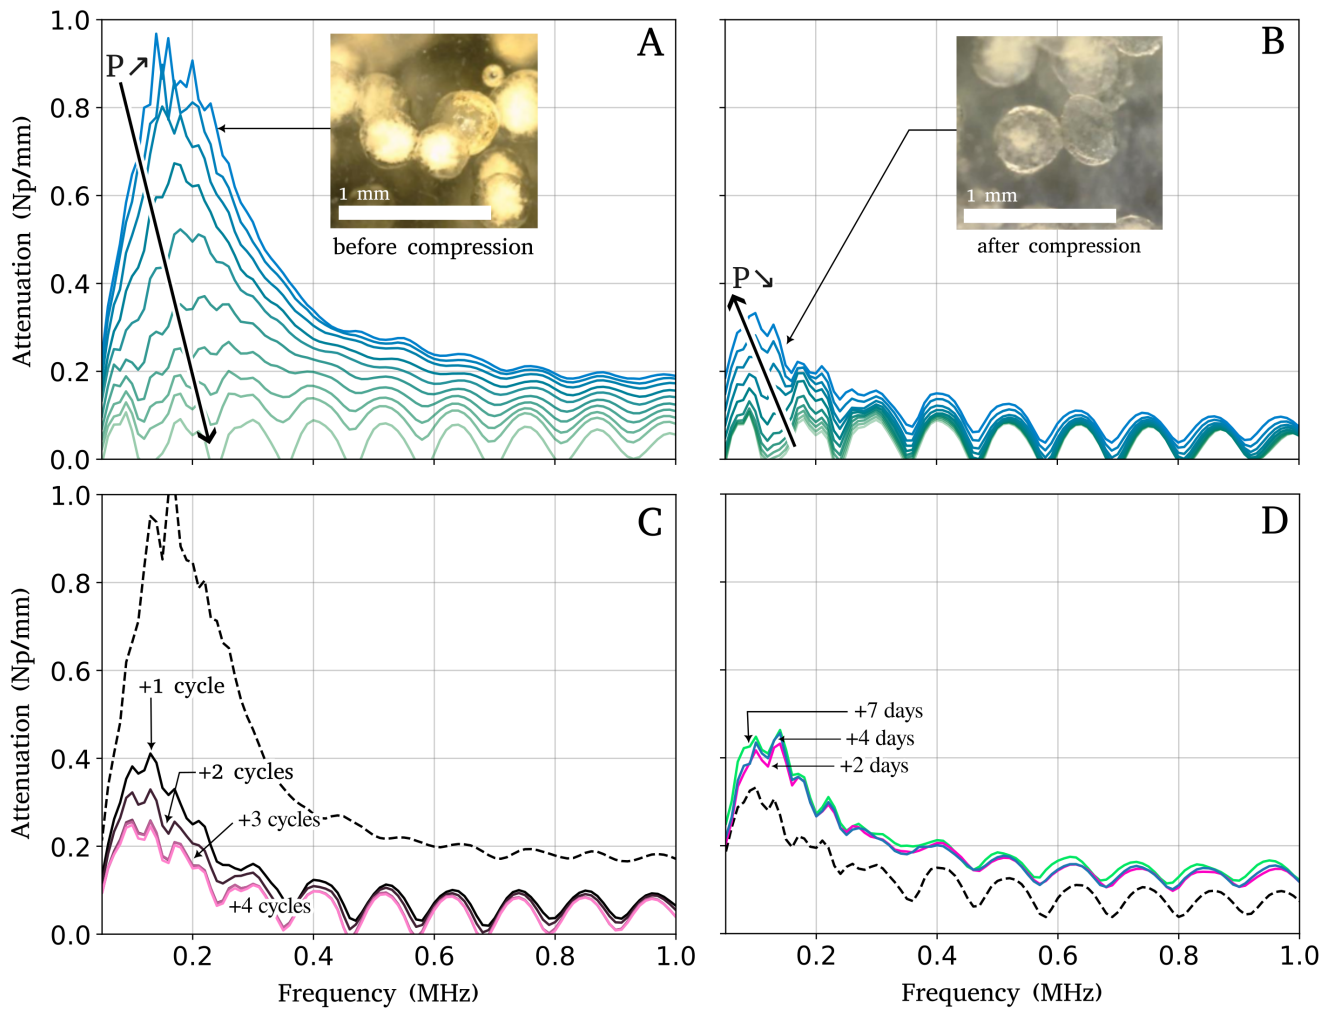 A
P↗
1 mm
before compression
1.0
0.8
0.6
0.4
0.2
0.0
Attenuation (Np/mm)
B
P↘
1 mm
after compression
C
+1 cycle
+2 cycles
+3 cycles
+4 cycles
1.0
0.8
0.6
0.4
0.2
0.0
Attenuation (Np/mm)
0.2 0.4 0.6 0.8 1.0
Frequency (MHz)
D
+7 days
+4 days
+2 days
0.2 0.4 0.6 0.8 1.0
Frequency (MHz)